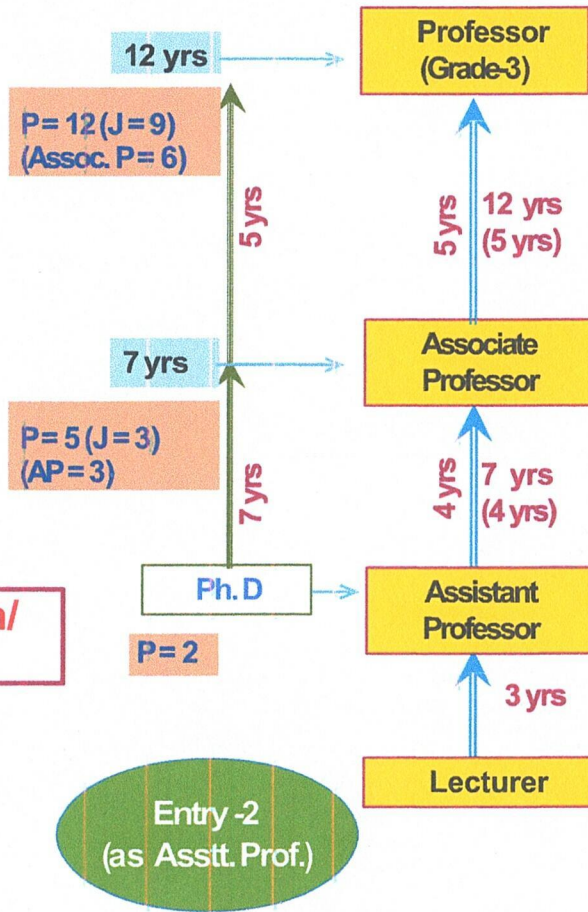 12 yrs
Professor
(Grade-3)
P= 12 (J= 9)
(Assoc. P= 6)
5 yrs
5 yrs
12 yrs
(5 yrs)
7 yrs
Associate
Professor
P= 5 (J= 3)
(AP= 3)
7 yrs
4 yrs
7 yrs
(4 yrs)
Ph. D
Assistant
Professor
P= 2
3 yrs
Lecturer
Entry -2
(as Asstt. Prof.)